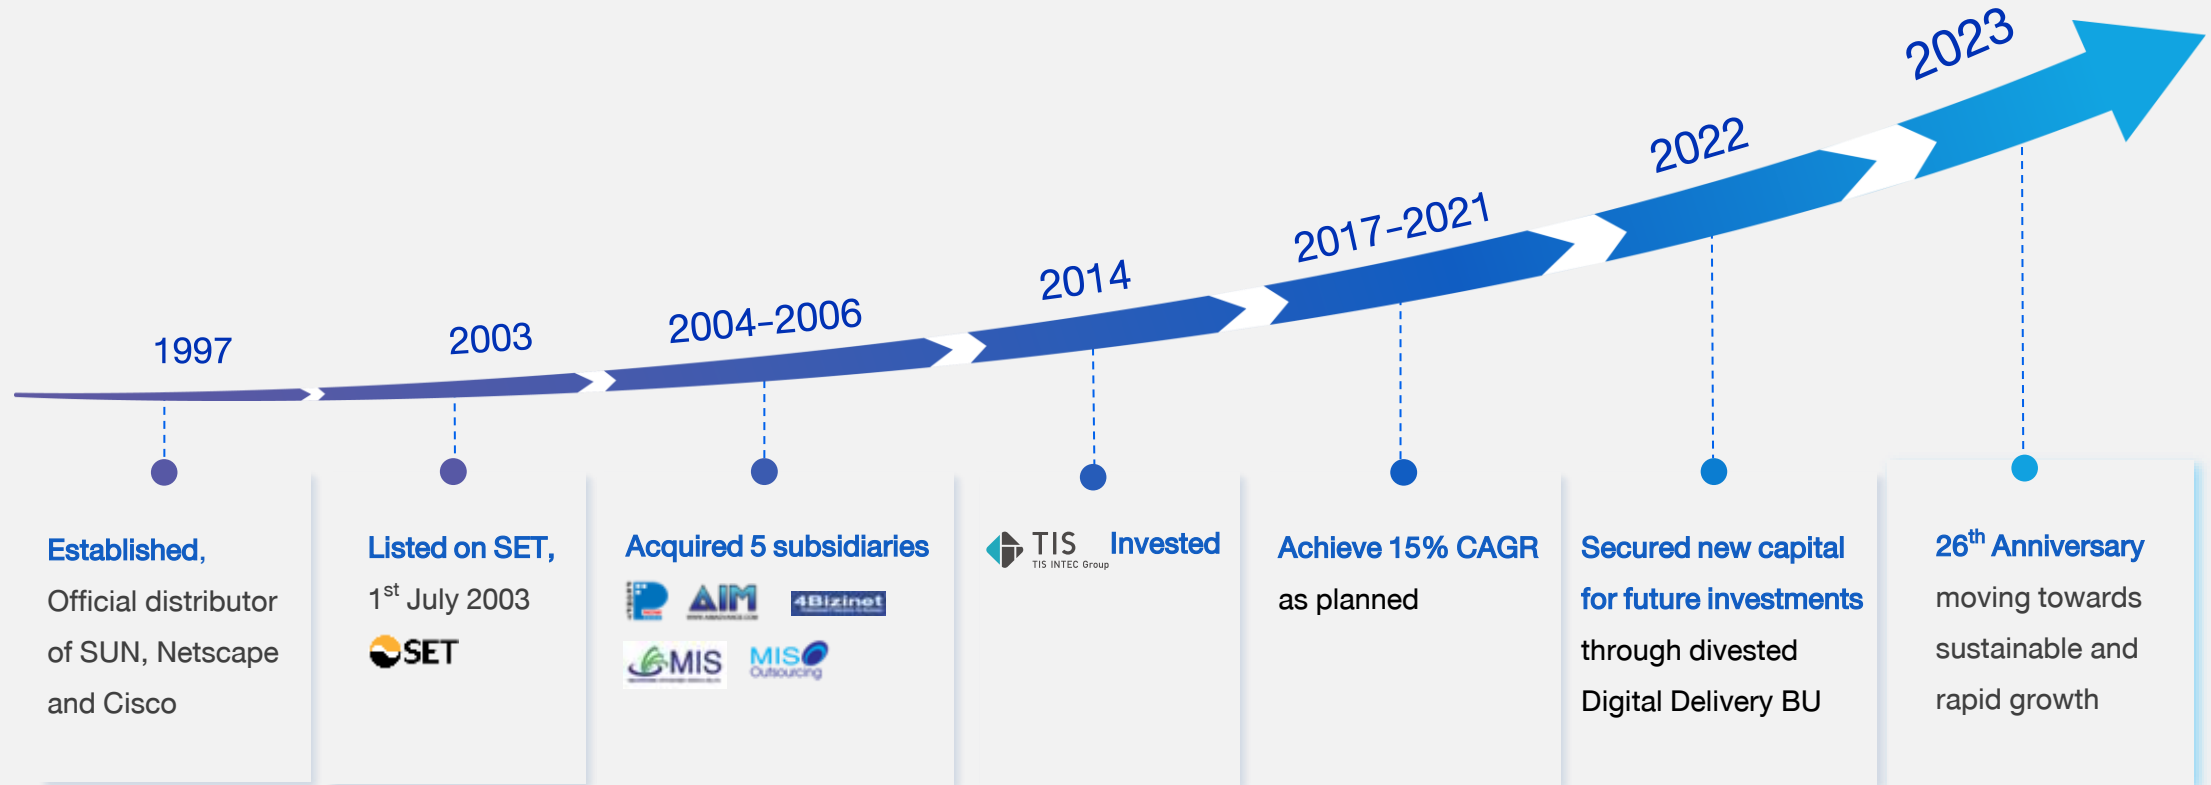 1997
2003
2004-2006
2014
2017-2021
2022
2023
Established,
Official distributor
of SUN, Netscape
and Cisco
Listed on SET,
1st July 2003
SET
Acquired 5 subsidiaries
AIM
4Bizinet
MIS
MISO
Outsourcing
TIS
TIS INTEC Group
Invested
Achieve 15% CAGR
as planned
Secured new capital
for future investments
through divested
Digital Delivery BU
26th Anniversary
moving towards
sustainable and
rapid growth